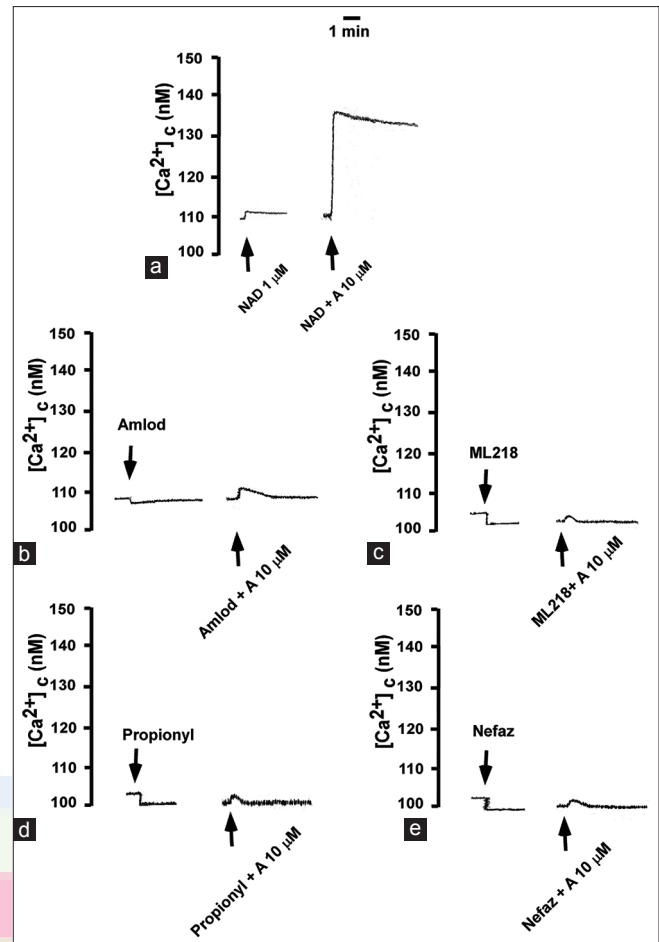 1 min
150
140
130
120
110
100
[Ca2+]c (nM)
NAD 1 µM
NAD + A 10 µM
a
150
140
130
120
110
100
[Ca2+]c (nM)
Amlod
Amlod + A 10 µM
b
150
140
130
120
110
100
[Ca2+]c (nM)
ML218
ML218+ A 10 µM
c
150
140
130
120
110
100
[Ca2+]c (nM)
Propionyl
Propionyl + A 10 µM
d
150
140
130
120
110
100
[Ca2+]c (nM)
Nefaz
Nefaz + A 10 µM
e